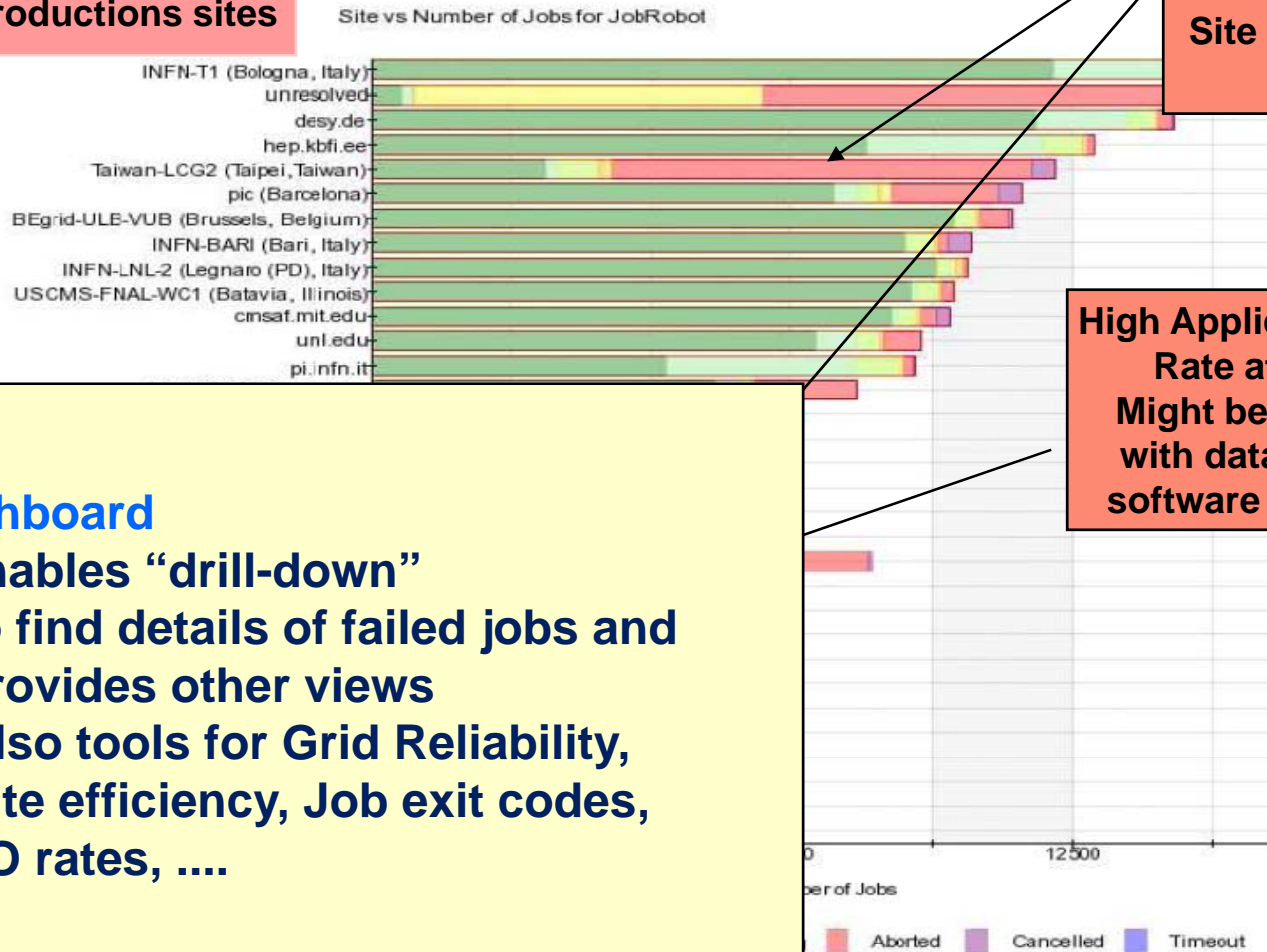 roductions sites
Site vs Number of Jobs for JobRobot
Site
INFN-T1 (Bologna, Italy)
unresolved
desy.de
hep.kbfi.ee
Taiwan-LCG2 (Taipei,Taiwan)
pic (Barcelona)
BEgrid-ULB-VUB (Brussels, Belgium)
INFN-BARI (Bari, Italy)
INFN-LNL-2 (Legnaro (PD), Italy)
USCMS-FNAL-WC1 (Batavia, Illinois)
cmsaf.mit.edu
unl.edu
pi.infn.it
High Applic
Rate at
Might be
with data
software
hboard
nables “drill-down”
o find details of failed jobs and
rovides other views
lso tools for Grid Reliability,
te efficiency, Job exit codes,
O rates, ....
0
12500
ber of Jobs
Aborted
Cancelled
Timeout